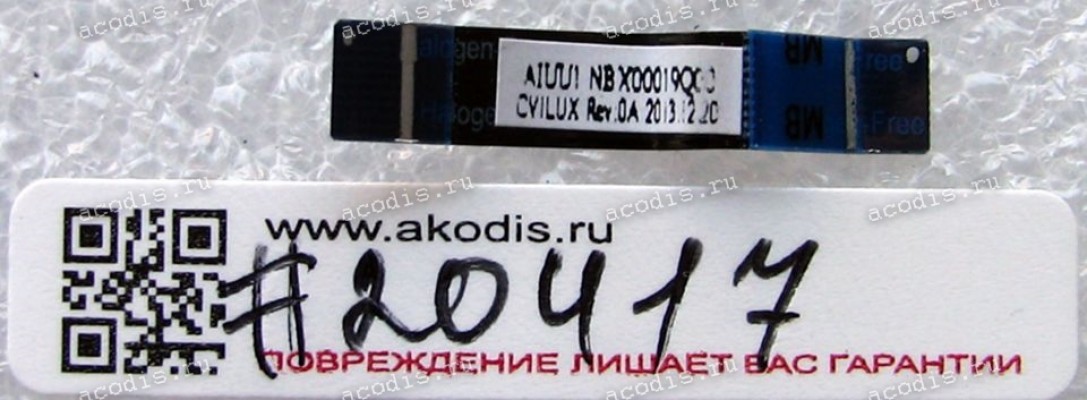 AIUU1 NBX00019Q00
CVILUX Rev:0A 2013.12.20
MB
MB
Free
Free
www.akodis.ru
#20417
ПОВРЕЖДЕНИЕ ЛИШАЕТ ВАС ГАРАНТИИ